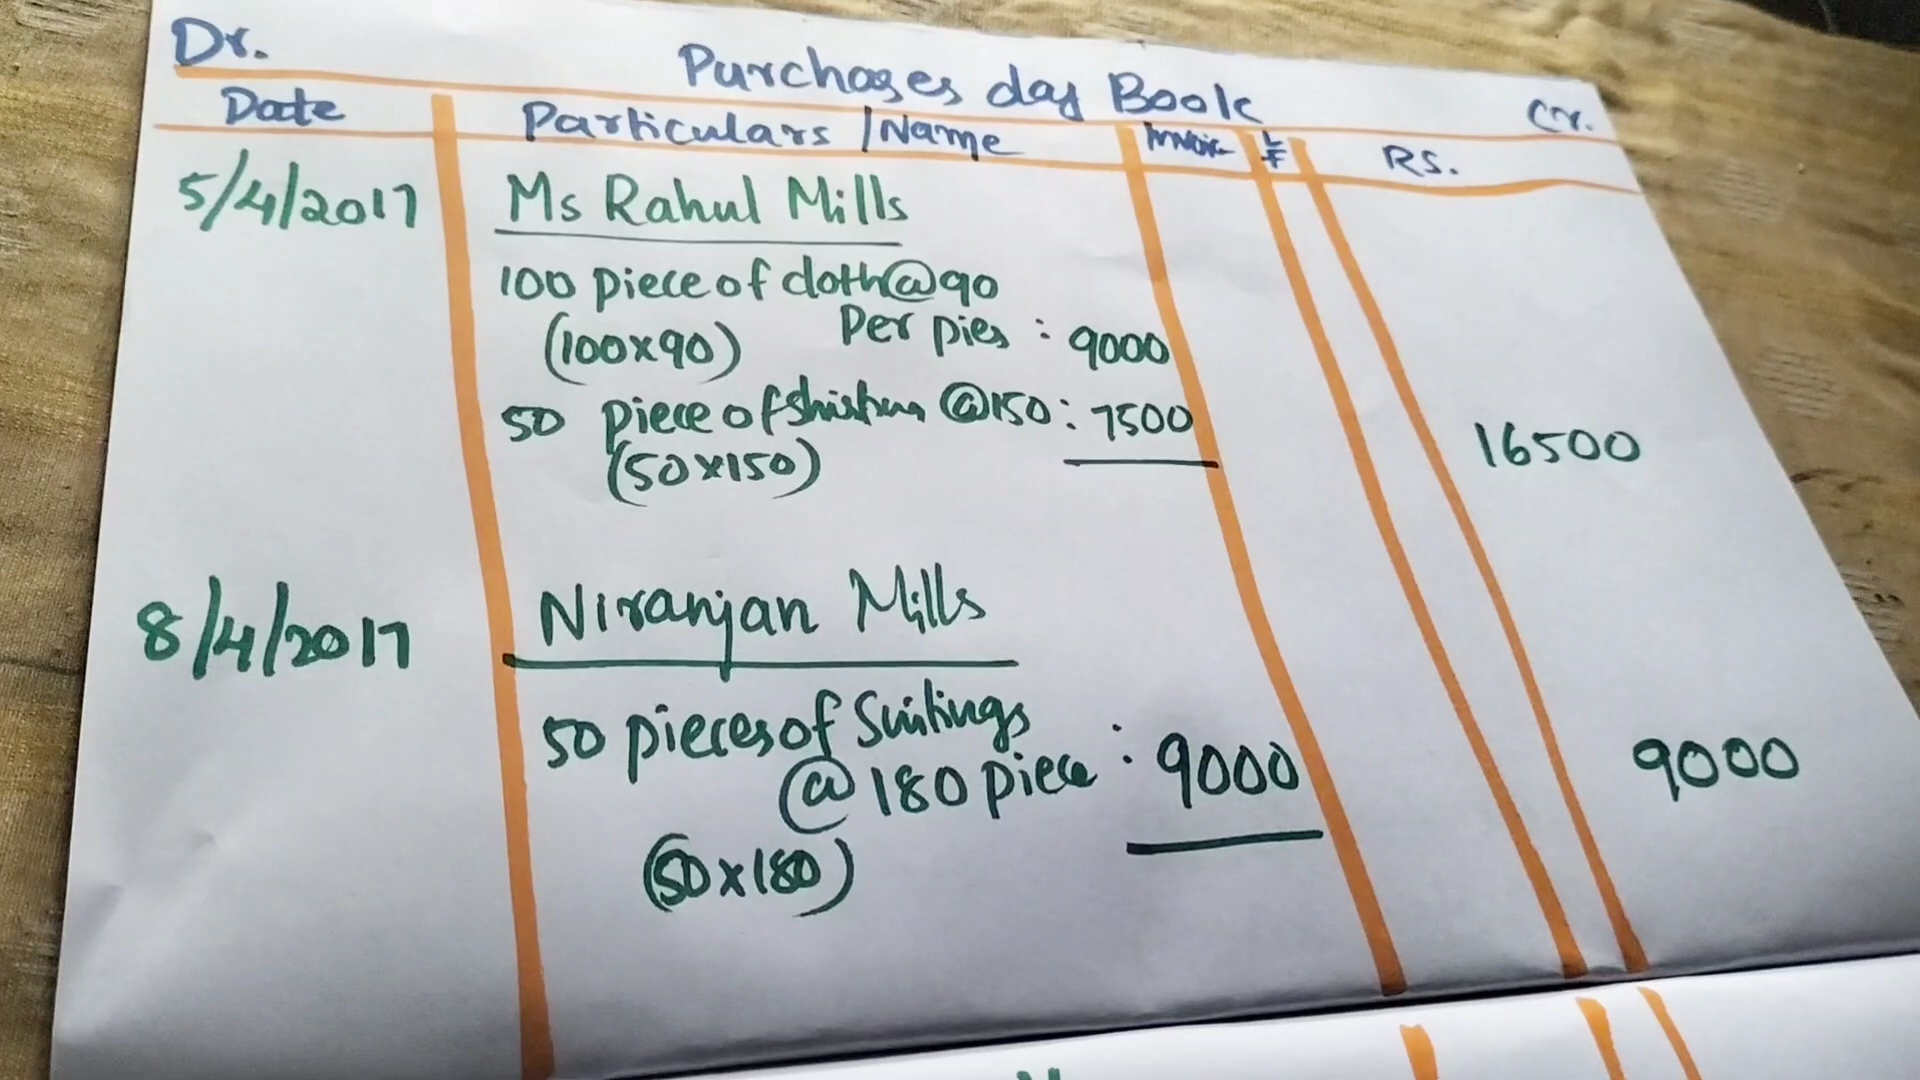 Dr.
Purchases day Book
Cr.
Date Particulars / Name Invoice LF RS.
5/4/2017 Ms Rahul Mills
100 piece of cloth @ 90
(100x90) Per pies : 9000
50 piece of @150 : 7500
(50x150) 16500
8/4/2017 Niranjan Mills
50 pieces of Suitings
@ 180 piece : 9000 9000
(50x180)